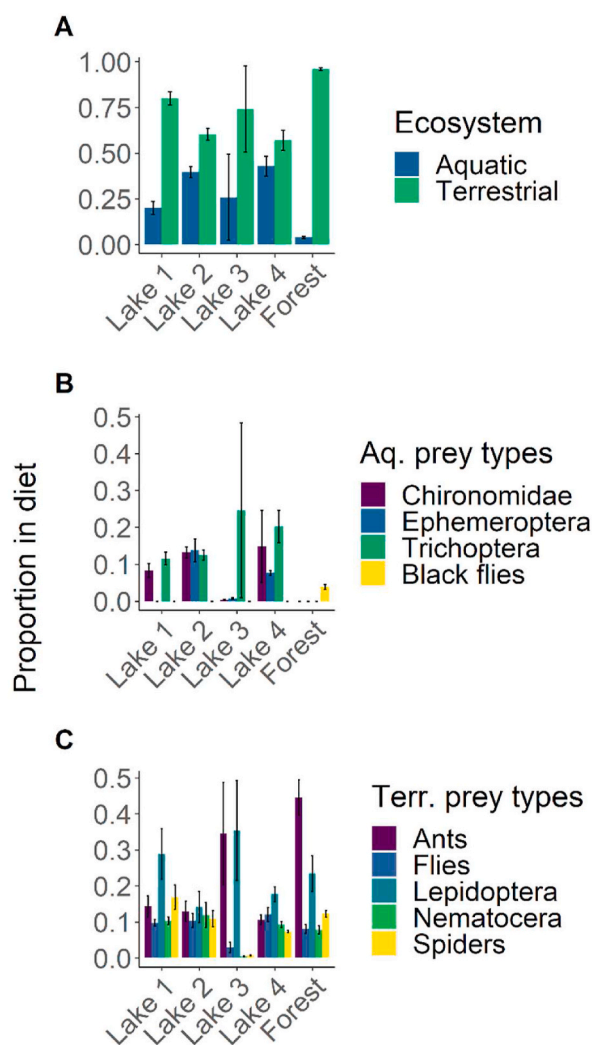 A
1.00
0.75
0.50
0.25
0.00
Lake 1
Lake 2
Lake 3
Lake 4
Forest
Ecosystem
Aquatic
Terrestrial
B
Proportion in diet
0.5
0.4
0.3
0.2
0.1
0.0
Lake 1
Lake 2
Lake 3
Lake 4
Forest
Aq. prey types
Chironomidae
Ephemeroptera
Trichoptera
Black flies
C
0.5
0.4
0.3
0.2
0.1
0.0
Lake 1
Lake 2
Lake 3
Lake 4
Forest
Terr. prey types
Ants
Flies
Lepidoptera
Nematocera
Spiders